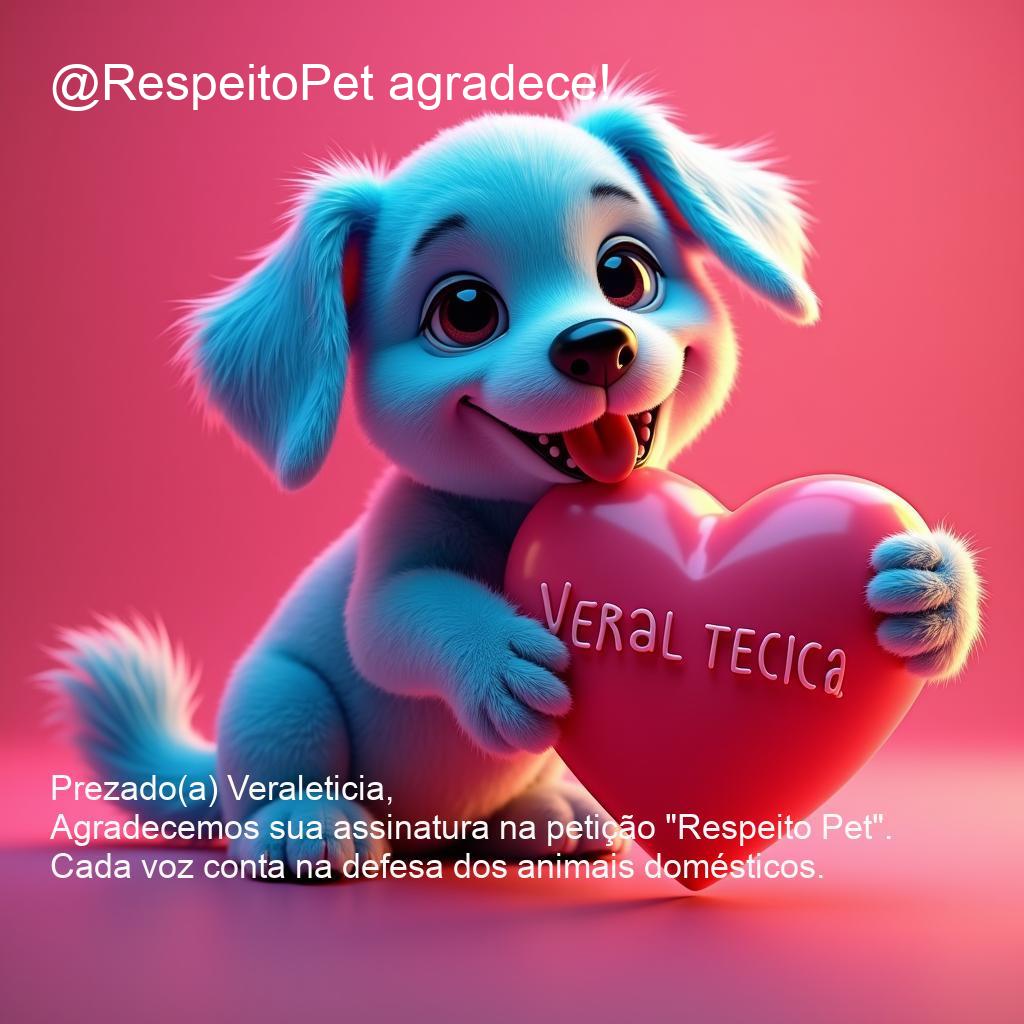 @RespeitoPet agradece!
VERaL TECICa
Prezado(a) Veraleticia,
Agradecemos sua assinatura na petição "Respeito Pet".
Cada voz conta na defesa dos animais domésticos.